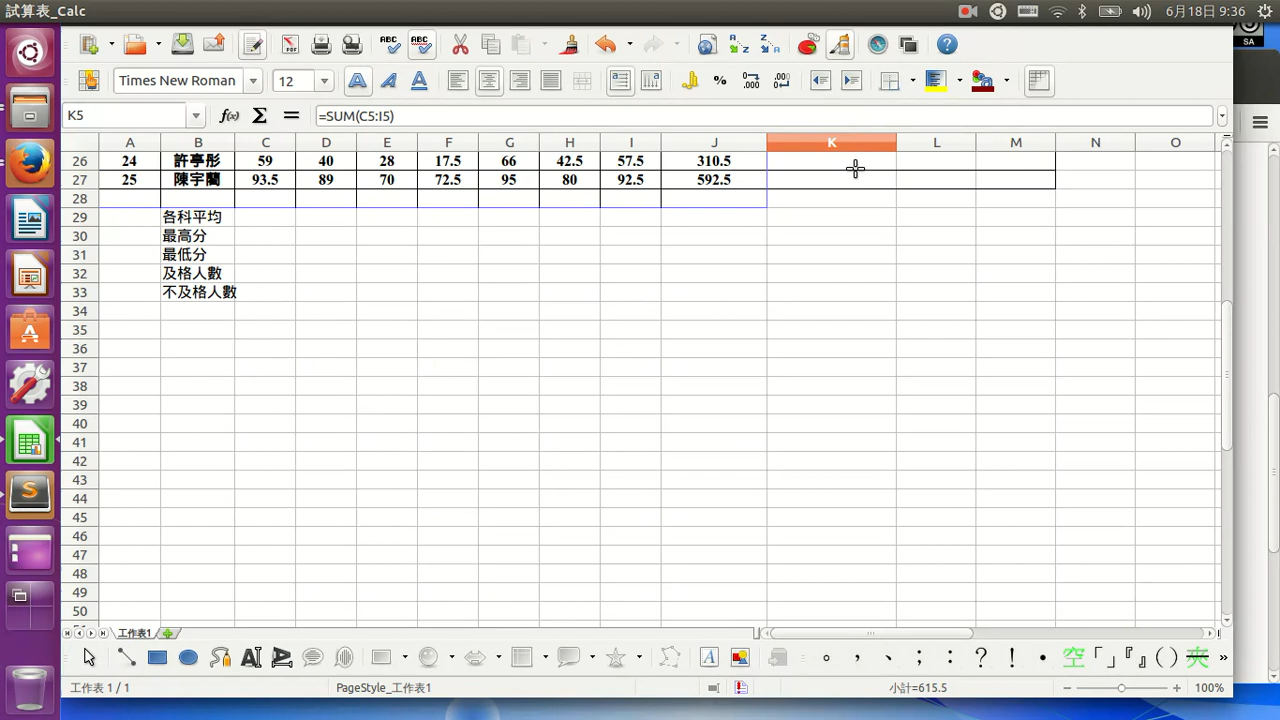 試算表_Calc
6月18日 9:36
SA
Times New Roman
12
K5
=SUM(C5:I5)
A B C D E F G H I J K L M N O
26 24 許葶彤 59 40 28 17.5 66 42.5 57.5 310.5
27 25 陳宇蘭 93.5 89 70 72.5 95 80 92.5 592.5
28
29 各科平均
30 最高分
31 最低分
32 及格人數
33 不及格人數
34
35
36
37
38
39
40
41
42
43
44
45
46
47
48
49
50
工作表1
工作表 1 / 1
PageStyle_工作表1
小計=615.5
100%